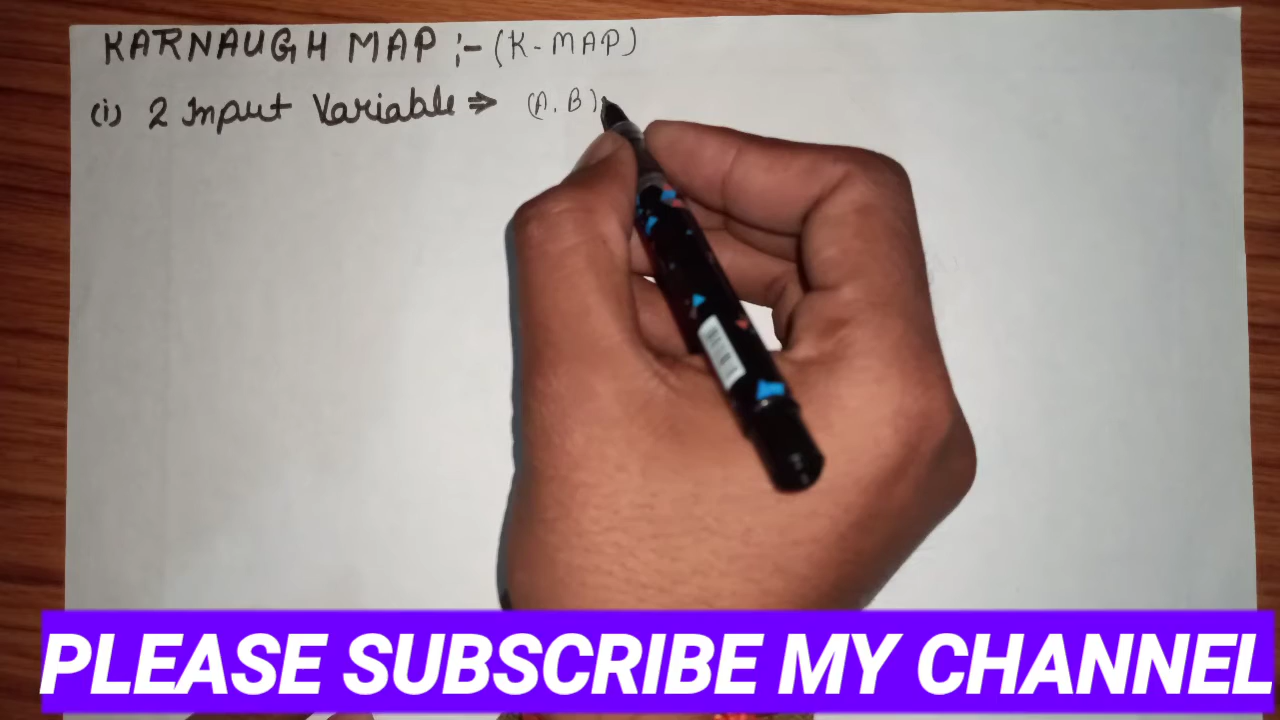 KARNAUGH MAP :- (K-MAP)
(i) 2 Input Variable ⇒ (A, B)
PLEASE SUBSCRIBE MY CHANNEL